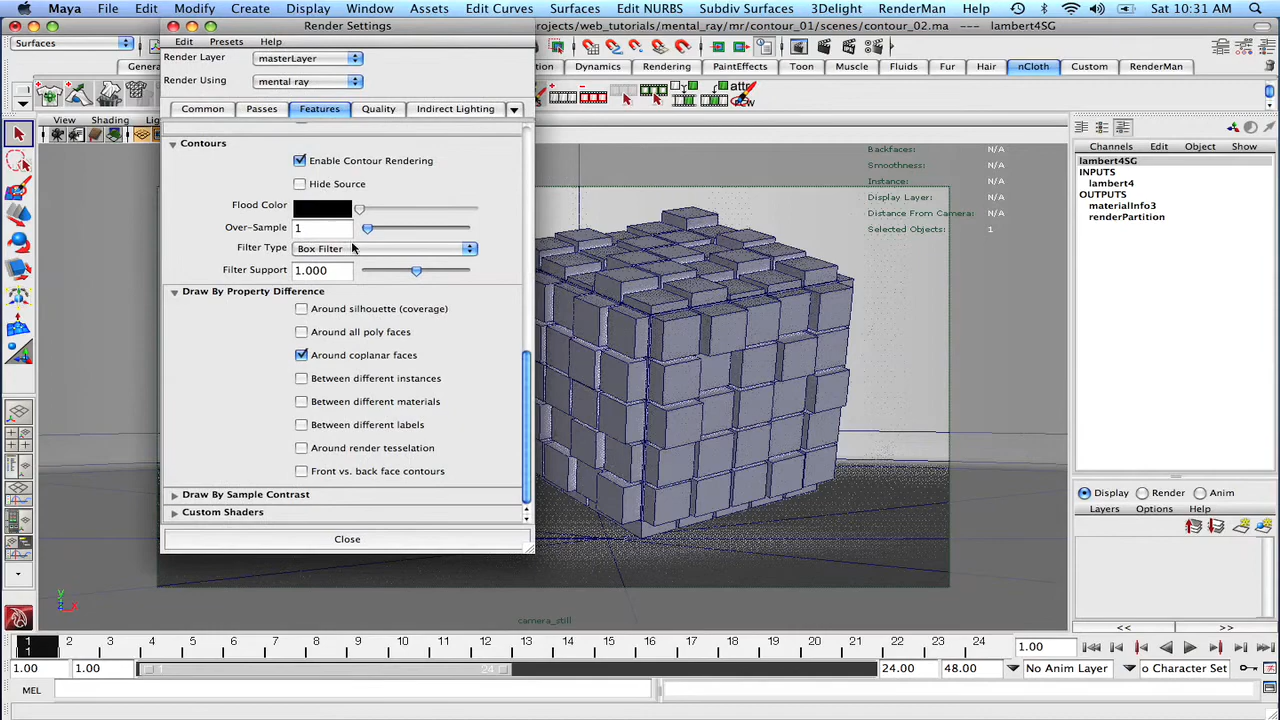 Maya File Edit Modify Create Display Window Assets Edit Curves Surfaces Edit NURBS Subdiv Surfaces 3Delight RenderMan Sat 10:31 AM
Render Settings
projects/web_tutorials/mental_ray/mr/contour_01/scenes/contour_02.ma --- lambert4SG
Surfaces
Edit Presets Help
Render Layer masterLayer
Render Using mental ray
Dynamics Rendering PaintEffects Toon Muscle Fluids Fur Hair nCloth Custom RenderMan
Common Passes Features Quality Indirect Lighting
View Shading
Channels Edit Object Show
Contours
Enable Contour Rendering
Hide Source
Flood Color
Over-Sample 1
Filter Type Box Filter
Filter Support 1.000
Draw By Property Difference
Around silhouette (coverage)
Around all poly faces
Around coplanar faces
Between different instances
Between different materials
Between different labels
Around render tesselation
Front vs. back face contours
Draw By Sample Contrast
Custom Shaders
Close
Backfaces: N/A
Smoothness: N/A
Instance: N/A
Display Layer: N/A
Distance From Camera: N/A
Selected Objects: 1
lambert4SG
INPUTS
lambert4
OUTPUTS
materialInfo3
renderPartition
Display Render Anim
Layers Options Help
y
z x
camera_still
<< >>
1 2 3 4 5 6 7 8 9 10 11 12 13 14 15 16 17 18 19 20 21 22 23 24
1
1.00
1.00 1.00 24 24.00 48.00 No Anim Layer o Character Set
MEL